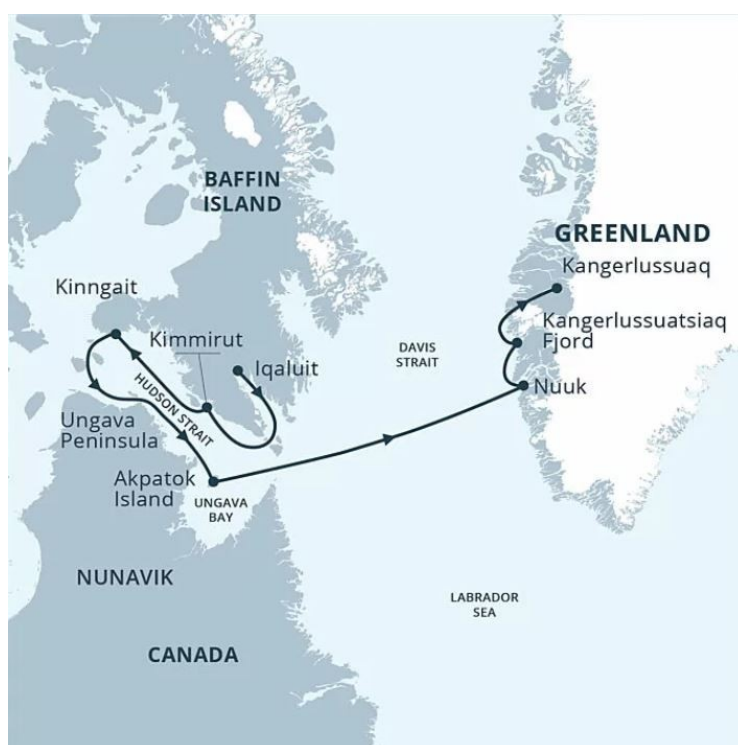 BAFFIN
ISLAND
GREENLAND
Kangerlussuaq
Kinngait
Kangerlussuatsiaq
Fjord
Kimmirut
DAVIS
STRAIT
Iqaluit
HUDSON STRAIT
Nuuk
Ungava
Peninsula
Akpatok
Island
UNGAVA
BAY
NUNAVIK
LABRADOR
SEA
CANADA